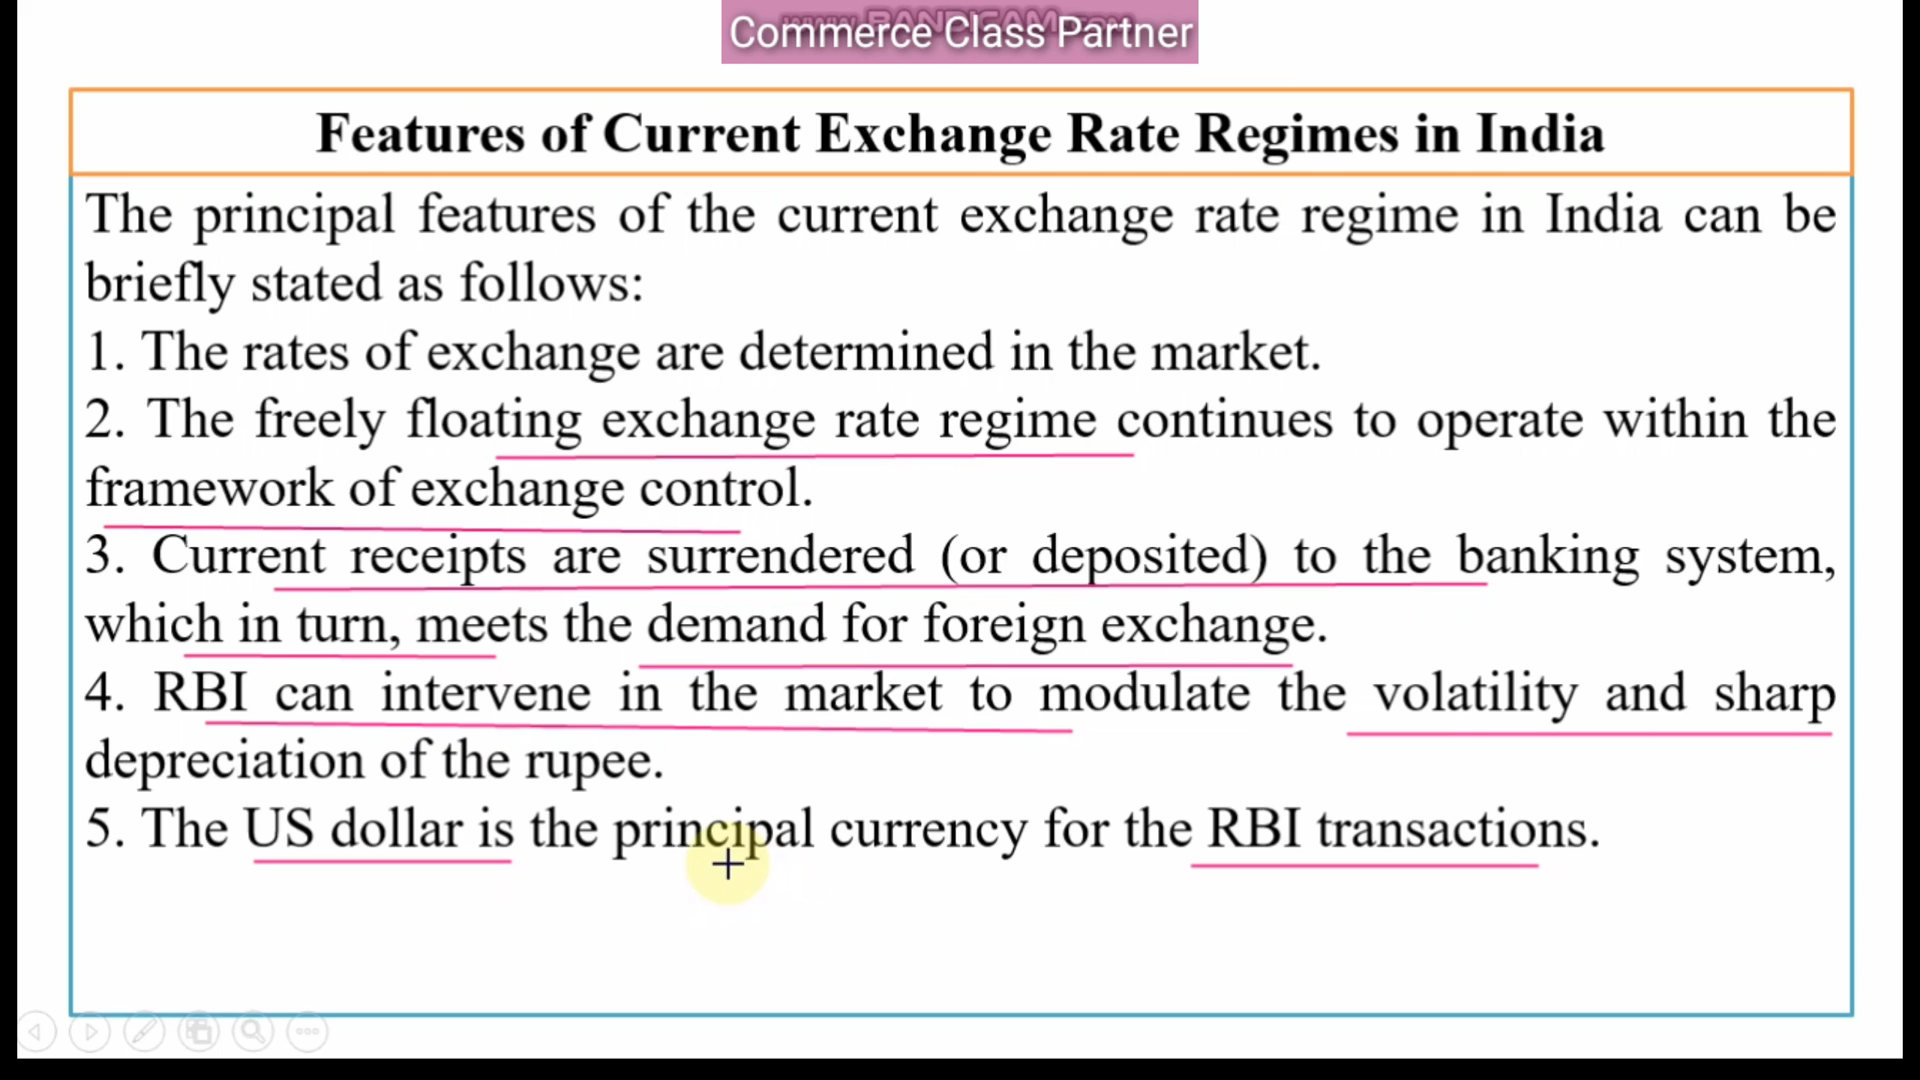 Commerce Class Partner
Features of Current Exchange Rate Regimes in India
The principal features of the current exchange rate regime in India can be
briefly stated as follows:
1. The rates of exchange are determined in the market.
2. The freely floating exchange rate regime continues to operate within the
framework of exchange control.
3. Current receipts are surrendered (or deposited) to the banking system,
which in turn, meets the demand for foreign exchange.
4. RBI can intervene in the market to modulate the volatility and sharp
depreciation of the rupee.
5. The US dollar is the principal currency for the RBI transactions.